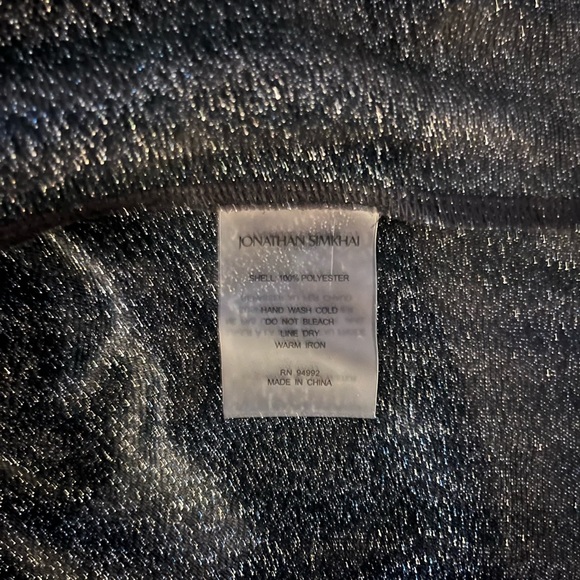 JONATHAN SIMKHAI
SHELL: 100% POLYESTER
HAND WASH COLD
DO NOT BLEACH
LINE DRY
WARM IRON
RN 94992
MADE IN CHINA